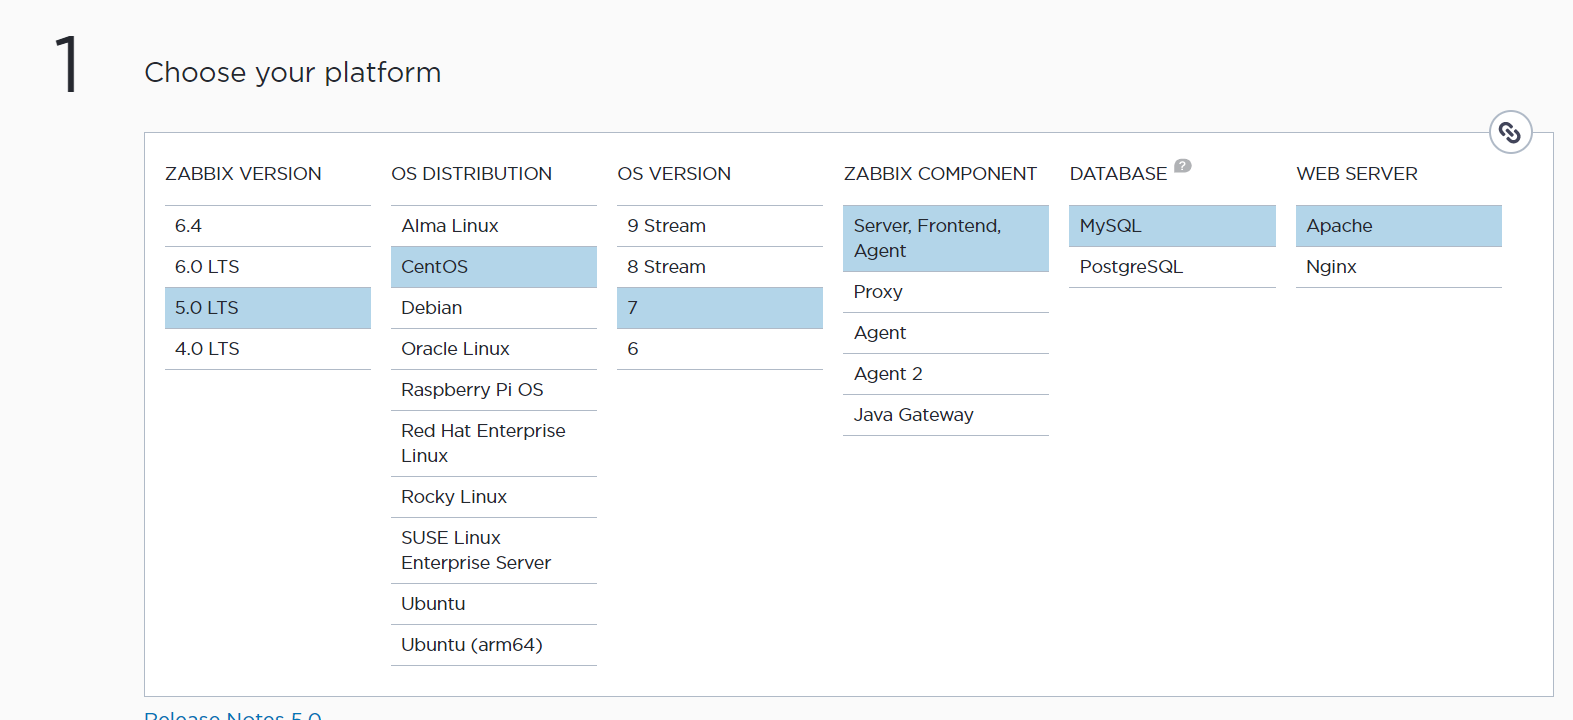 1
Choose your platform
ZABBIX VERSION
6.4
6.0 LTS
5.0 LTS
4.0 LTS
OS DISTRIBUTION
Alma Linux
CentOS
Debian
Oracle Linux
Raspberry Pi OS
Red Hat Enterprise
Linux
Rocky Linux
SUSE Linux
Enterprise Server
Ubuntu
Ubuntu (arm64)
OS VERSION
9 Stream
8 Stream
7
6
ZABBIX COMPONENT
Server, Frontend,
Agent
Proxy
Agent
Agent 2
Java Gateway
DATABASE ?
MySQL
PostgreSQL
WEB SERVER
Apache
Nginx
Release Notes 5.0